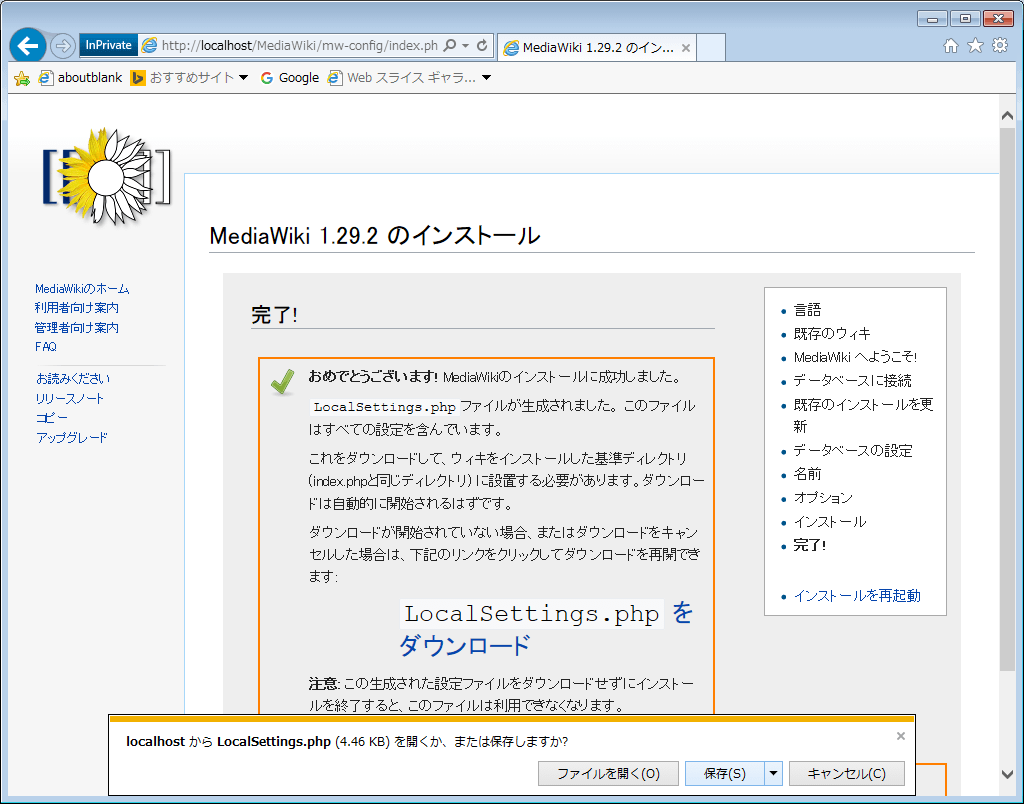 InPrivate
http://localhost/MediaWiki/mw-config/index.ph
MediaWiki 1.29.2 のイン...
aboutblank
おすすめサイト
Google
Web スライス ギャラ...
MediaWikiのホーム
利用者向け案内
管理者向け案内
FAQ
お読みください
リリースノート
コピー
アップグレード
MediaWiki 1.29.2 のインストール
完了!
おめでとうございます! MediaWikiのインストールに成功しました。
LocalSettings.php ファイルが生成されました。このファイル
はすべての設定を含んでいます。
これをダウンロードして、ウィキをインストールした基準ディレクトリ
(index.phpと同じディレクトリ) に設置する必要があります。ダウンロー
ドは自動的に開始されるはずです。
ダウンロードが開始されていない場合、またはダウンロードをキャン
セルした場合は、下記のリンクをクリックしてダウンロードを再開でき
ます:
LocalSettings.php を
ダウンロード
注意: この生成された設定ファイルをダウンロードせずにインストー
ルを終了すると、このファイルは利用できなくなります。
言語
既存のウィキ
MediaWiki へようこそ!
データベースに接続
既存のインストールを更
新
データベースの設定
名前
オプション
インストール
完了!
インストールを再起動
localhost から LocalSettings.php (4.46 KB) を開くか、または保存しますか?
ファイルを開く(O)
保存(S)
キャンセル(C)